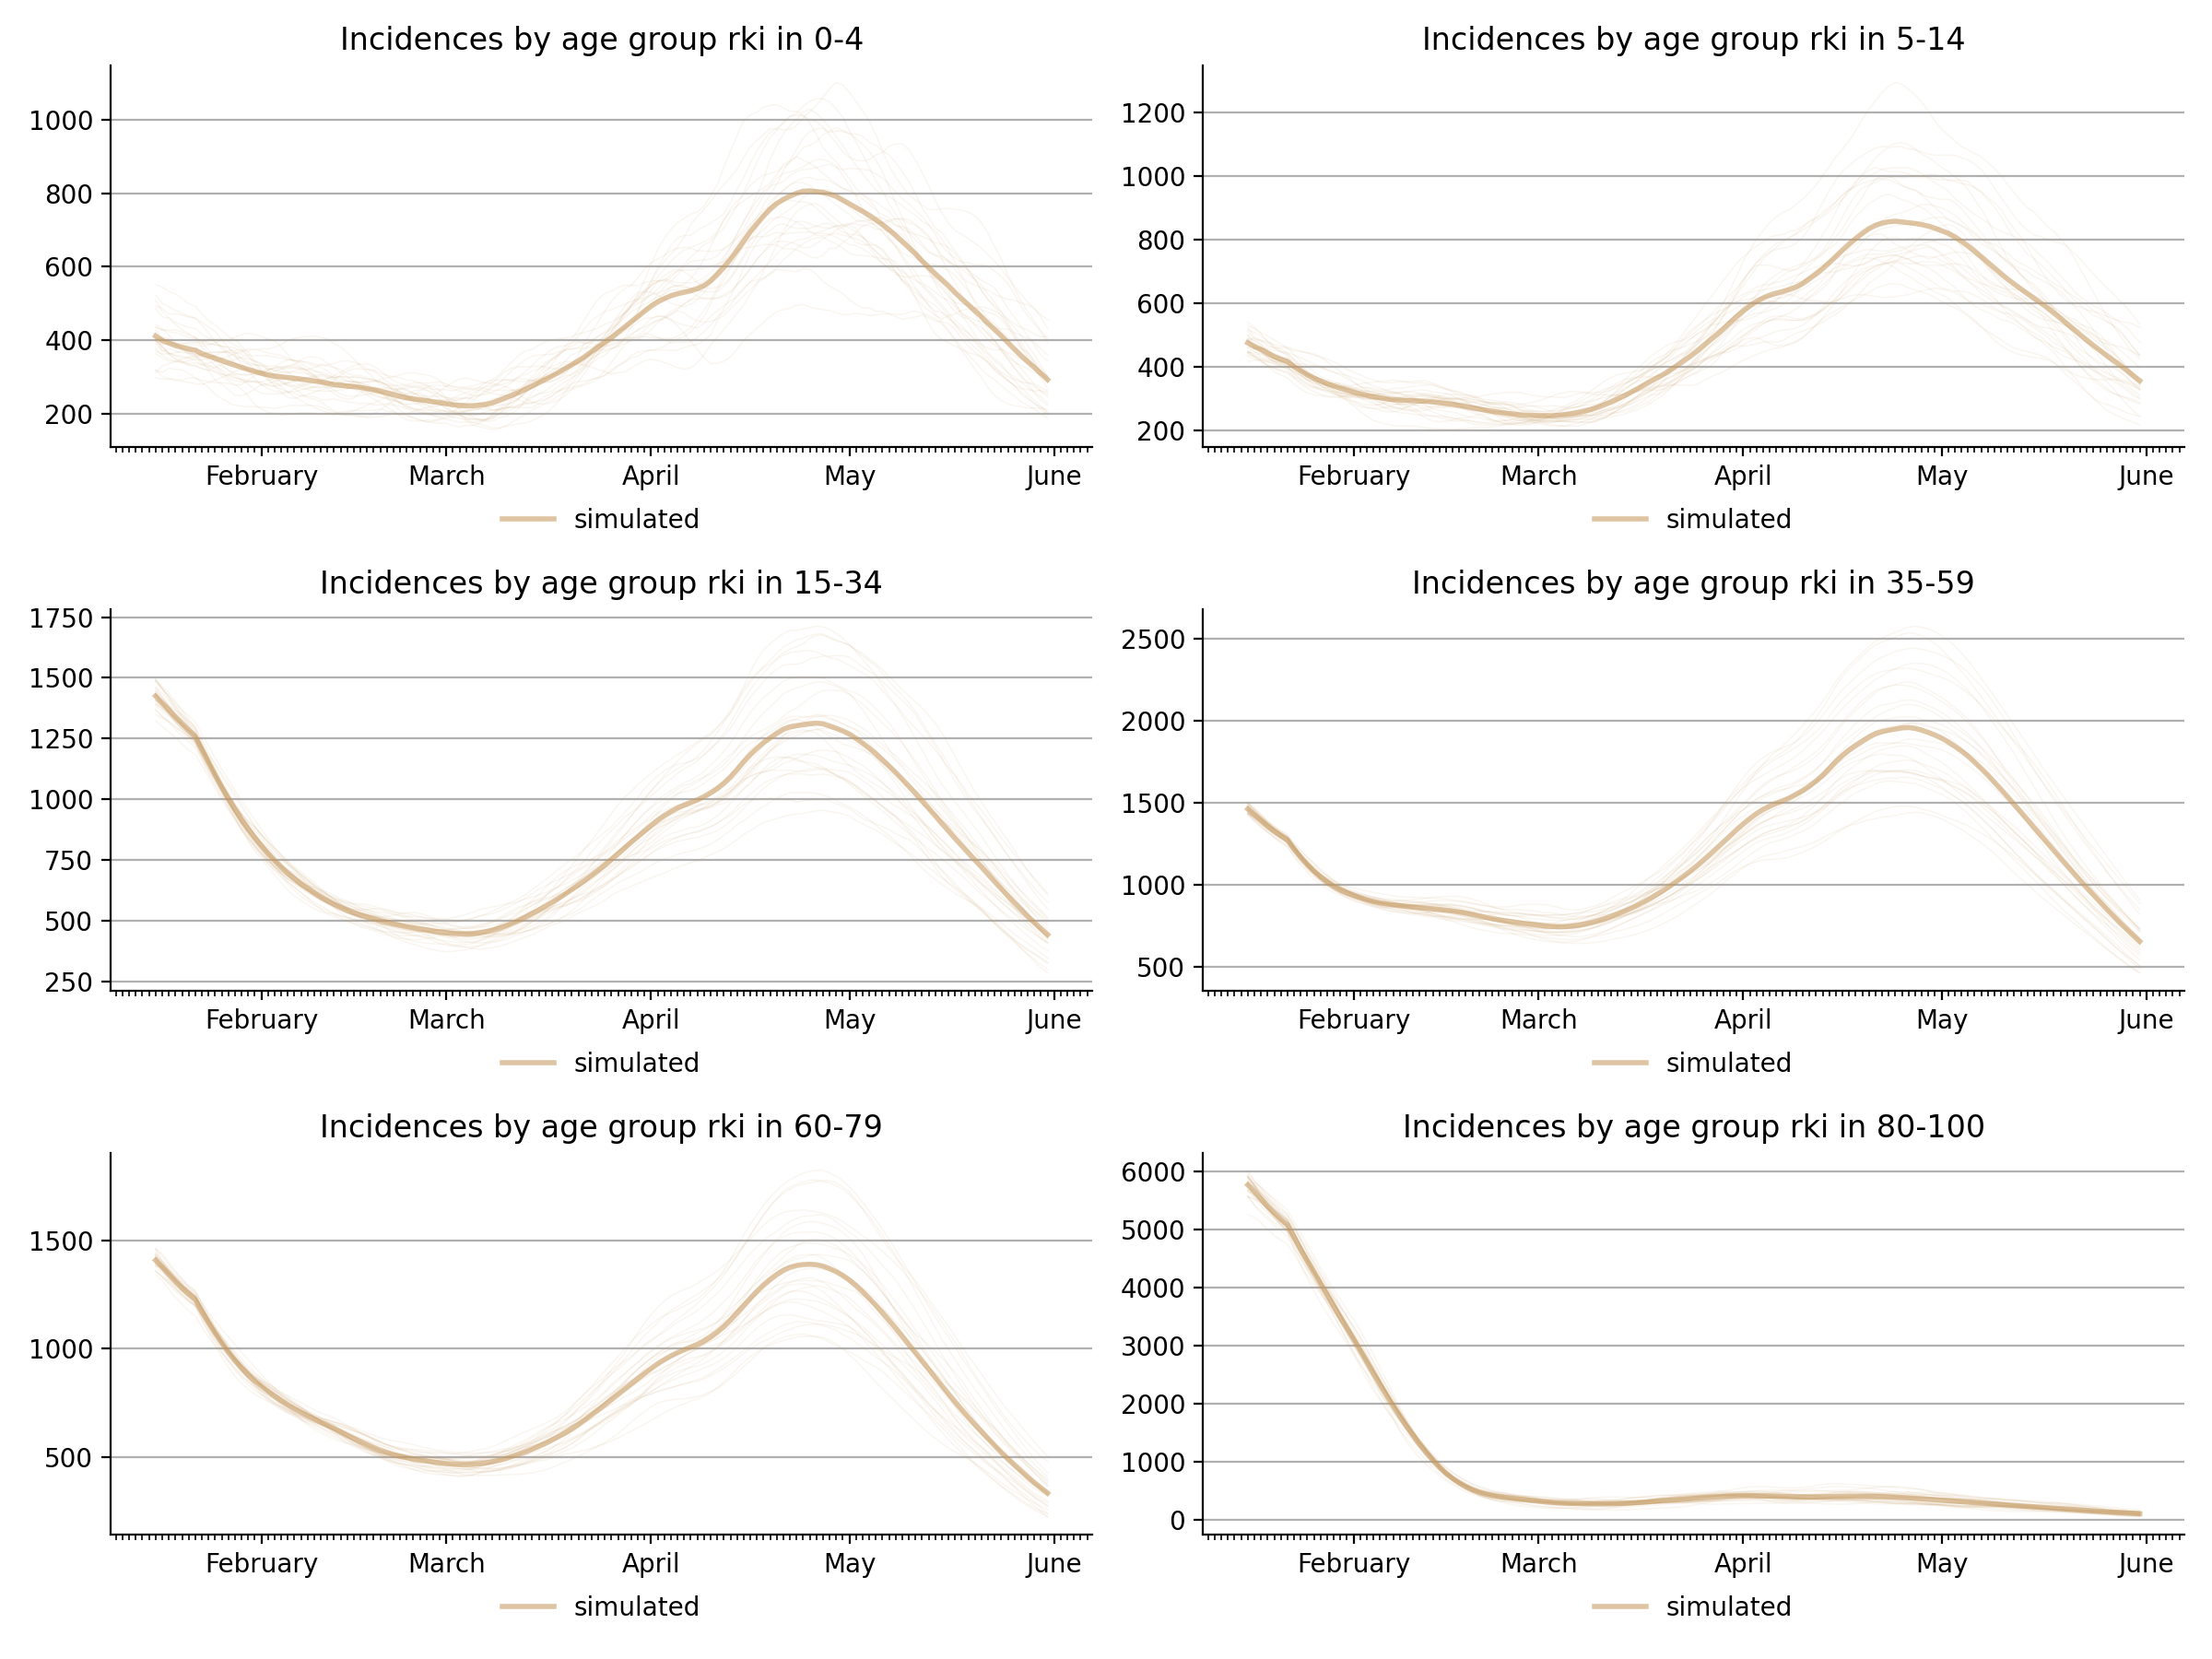 Incidences by age group rki in 0-4
1000
800
600
400
200
February March April May June
simulated
Incidences by age group rki in 5-14
1200
1000
800
600
400
200
February March April May June
simulated
Incidences by age group rki in 15-34
1750
1500
1250
1000
750
500
250
February March April May June
simulated
Incidences by age group rki in 35-59
2500
2000
1500
1000
500
February March April May June
simulated
Incidences by age group rki in 60-79
1500
1000
500
February March April May June
simulated
Incidences by age group rki in 80-100
6000
5000
4000
3000
2000
1000
0
February March April May June
simulated